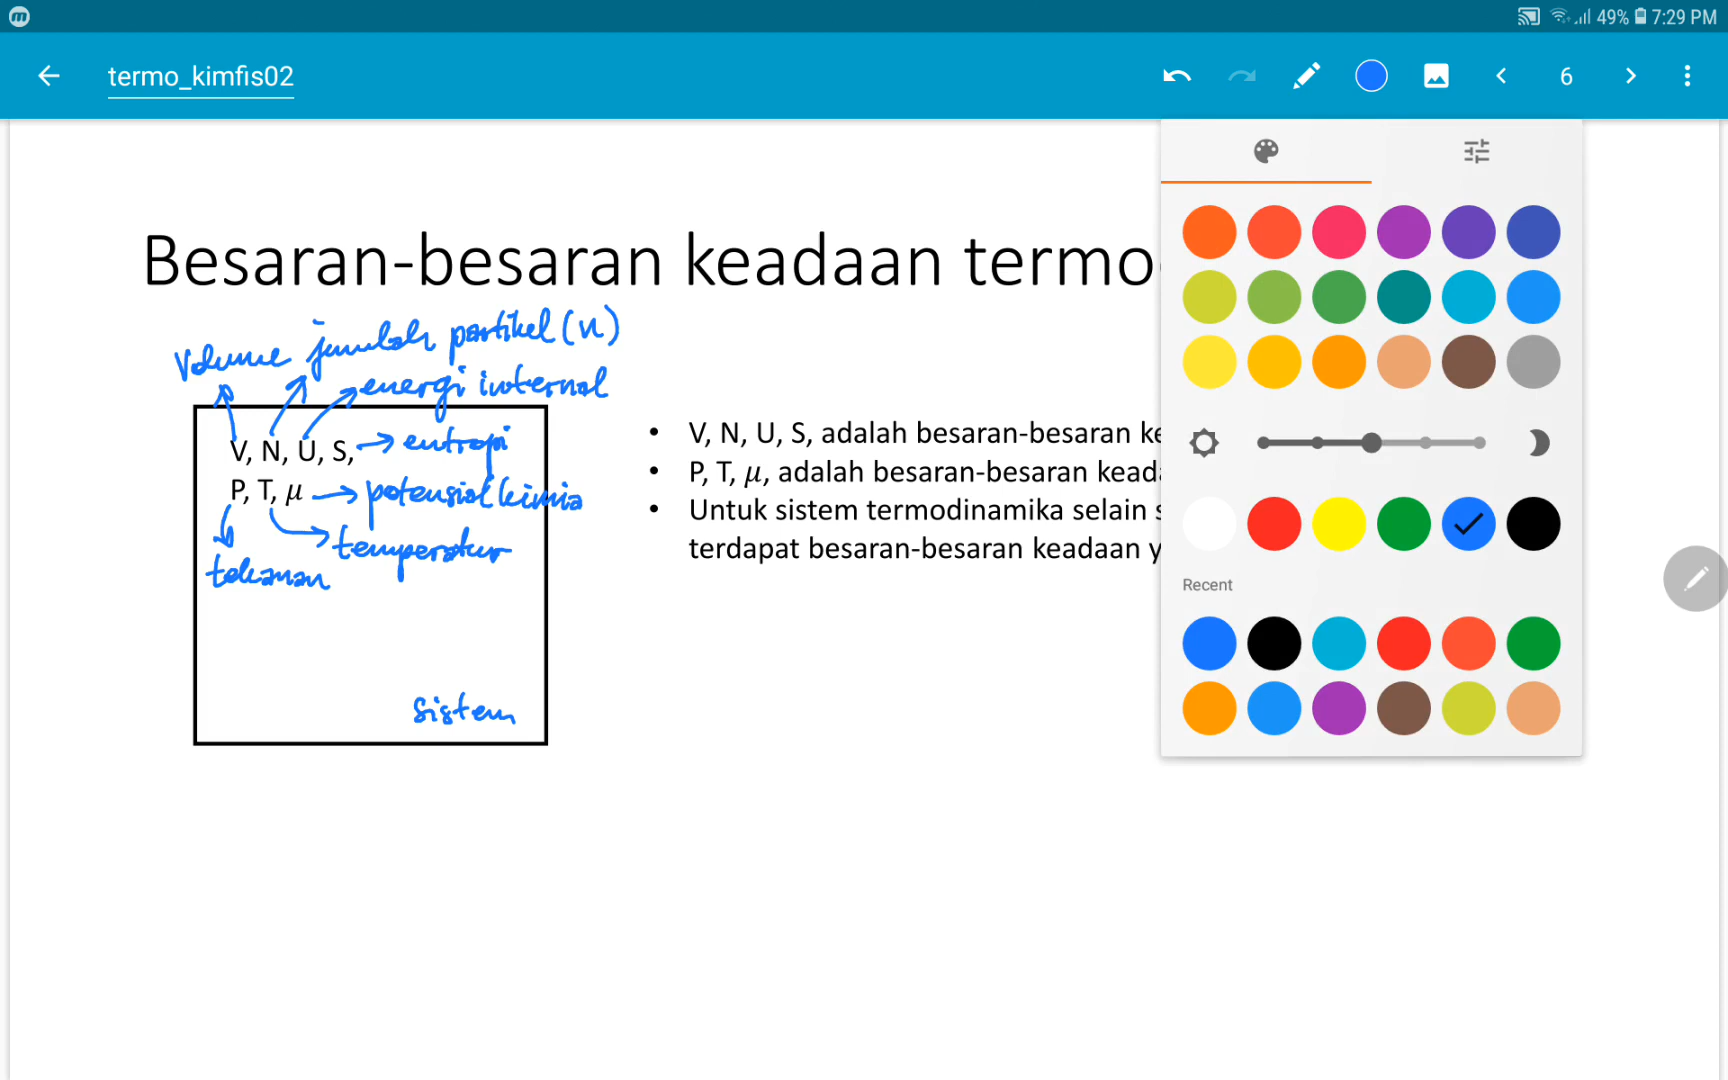 49% 7:29 PM
termo_kimfis02
6
Besaran-besaran keadaan termo
volume jumlah partikel (n)
energi internal
V, N, U, S, entropi
P, T, μ potensial kimia
temperatur
tekanan
sistem
• V, N, U, S, adalah besaran-besaran ke
• P, T, μ, adalah besaran-besaran kead
• Untuk sistem termodinamika selain s
terdapat besaran-besaran keadaan y
Recent